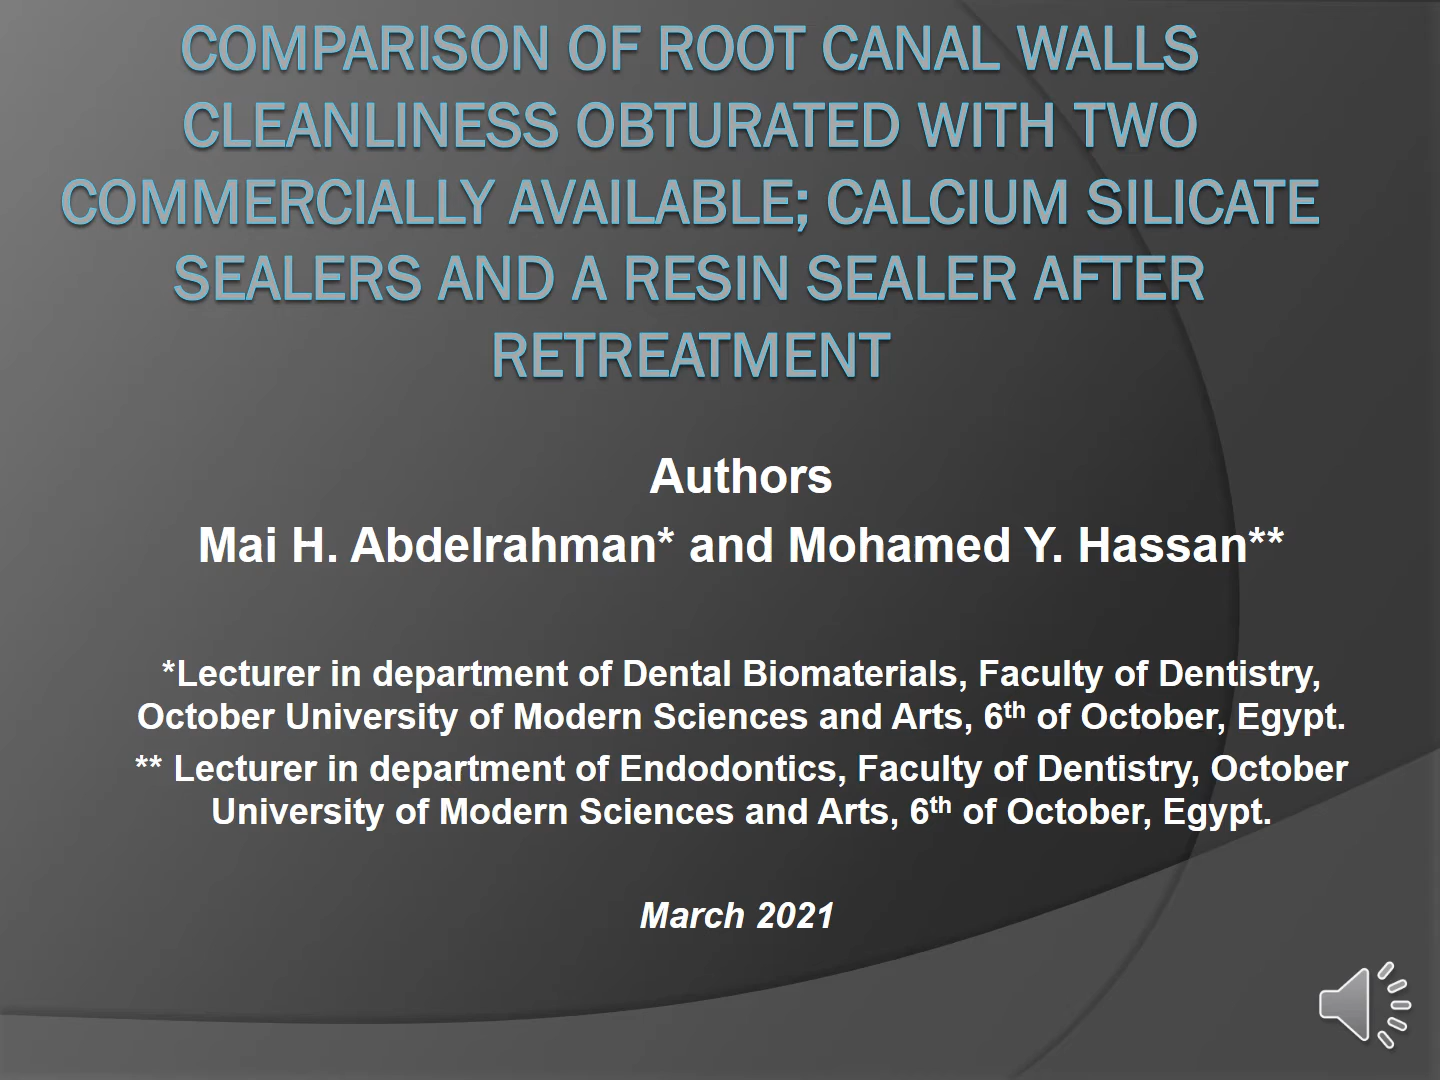 COMPARISON OF ROOT CANAL WALLS
CLEANLINESS OBTURATED WITH TWO
COMMERCIALLY AVAILABLE; CALCIUM SILICATE
SEALERS AND A RESIN SEALER AFTER
RETREATMENT
Authors
Mai H. Abdelrahman* and Mohamed Y. Hassan**
*Lecturer in department of Dental Biomaterials, Faculty of Dentistry,
October University of Modern Sciences and Arts, 6th of October, Egypt.
** Lecturer in department of Endodontics, Faculty of Dentistry, October
University of Modern Sciences and Arts, 6th of October, Egypt.
March 2021